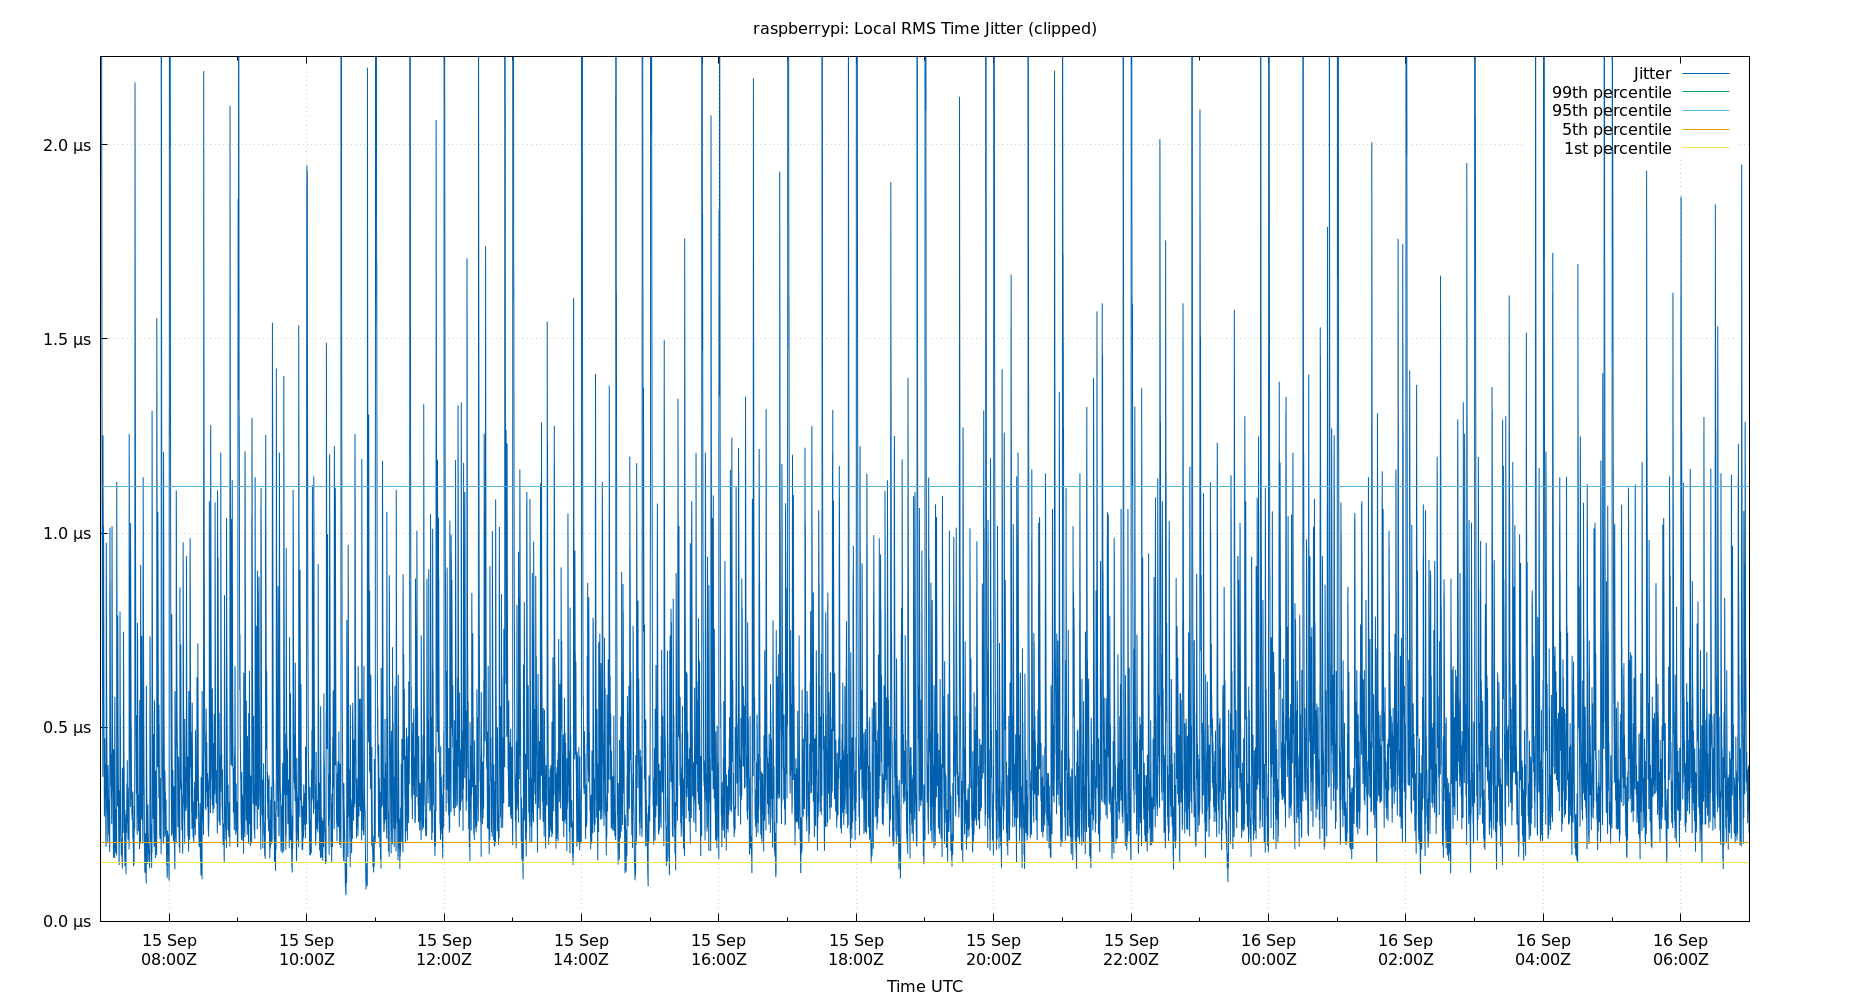 raspberrypi: Local RMS Time Jitter (clipped)
Jitter
99th percentile
95th percentile
5th percentile
1st percentile
2.0 µs
1.5 µs
1.0 µs
0.5 µs
0.0 µs
15 Sep 15 Sep 15 Sep 15 Sep 15 Sep 15 Sep 15 Sep 15 Sep 16 Sep 16 Sep 16 Sep 16 Sep
08:00Z 10:00Z 12:00Z 14:00Z 16:00Z 18:00Z 20:00Z 22:00Z 00:00Z 02:00Z 04:00Z 06:00Z
Time UTC